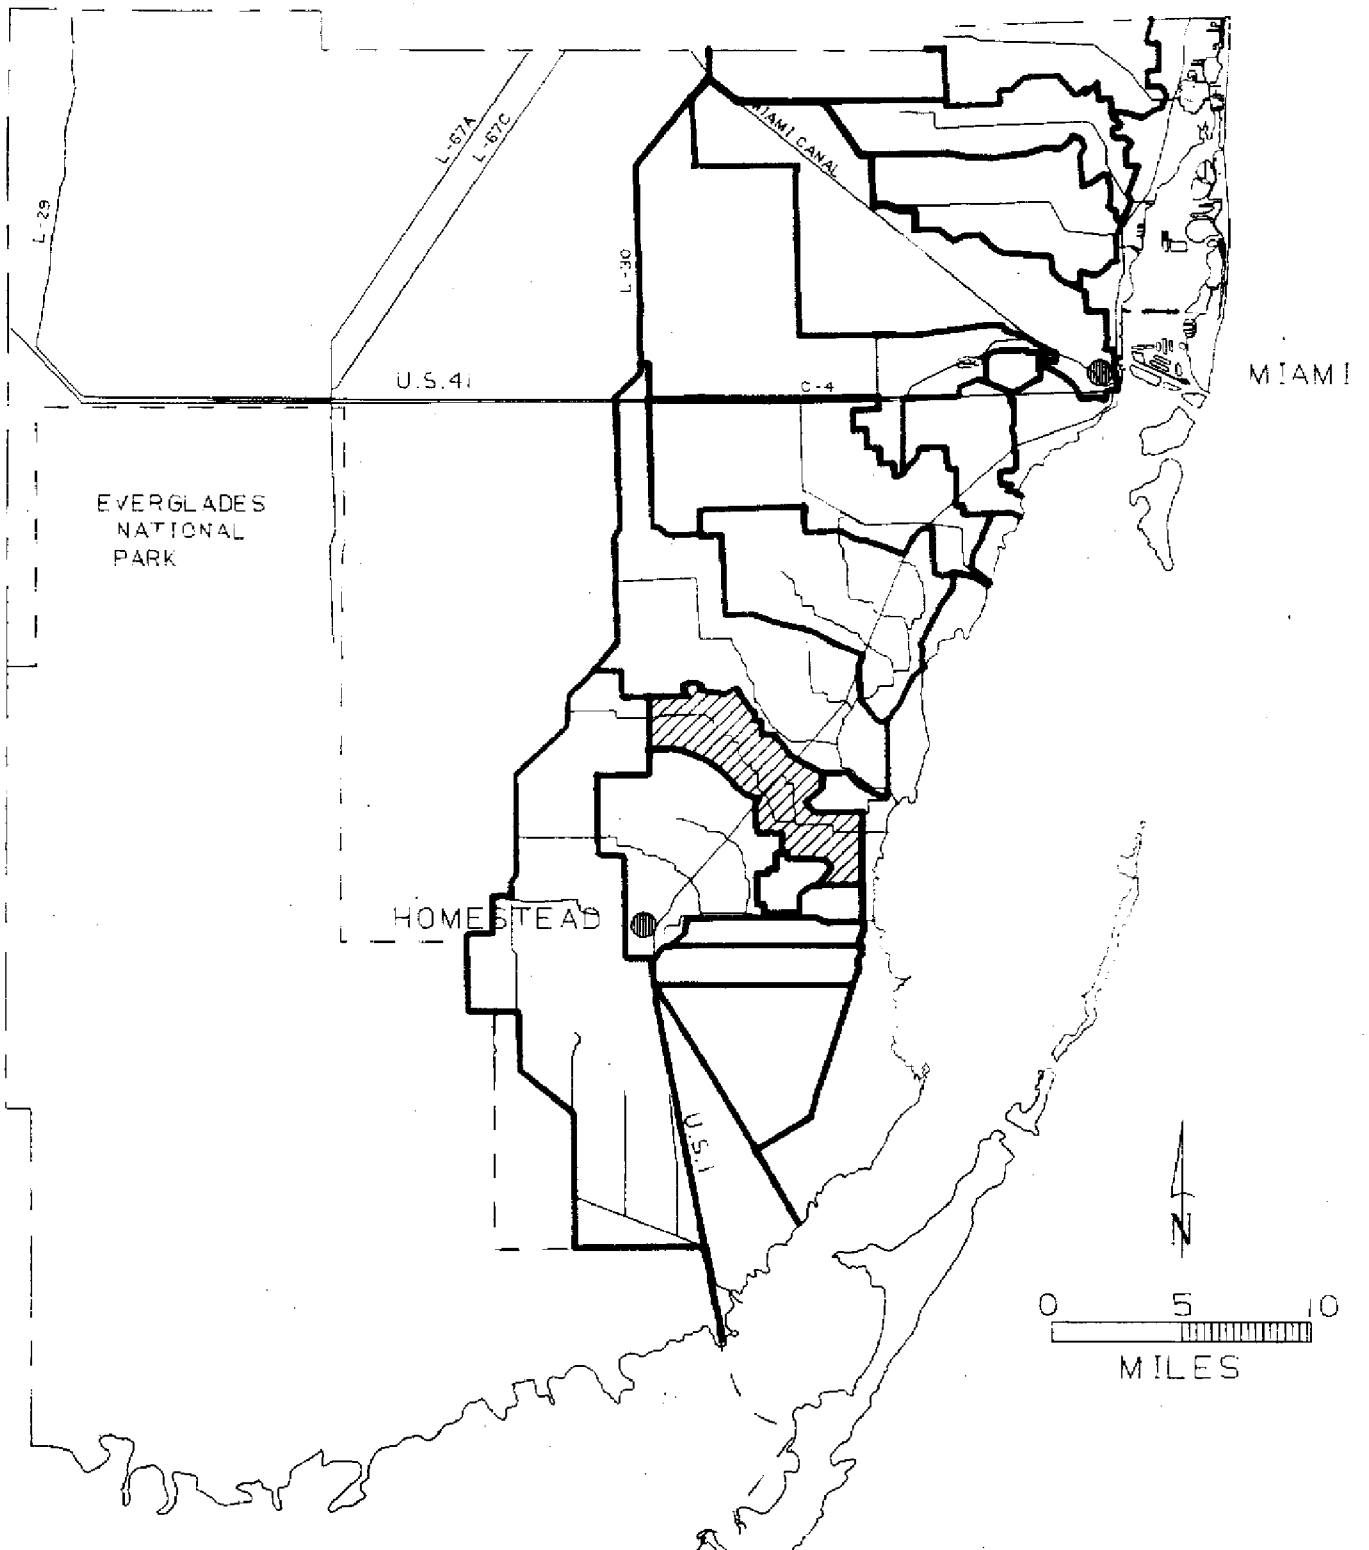 L-67A
L-67C
MIAMI CANAL
L-29
L-30
U.S.41
C-4
MIAMI
EVERGLADES
NATIONAL
PARK
HOMESTEAD
U.S.1
N
0 5 10
MILES